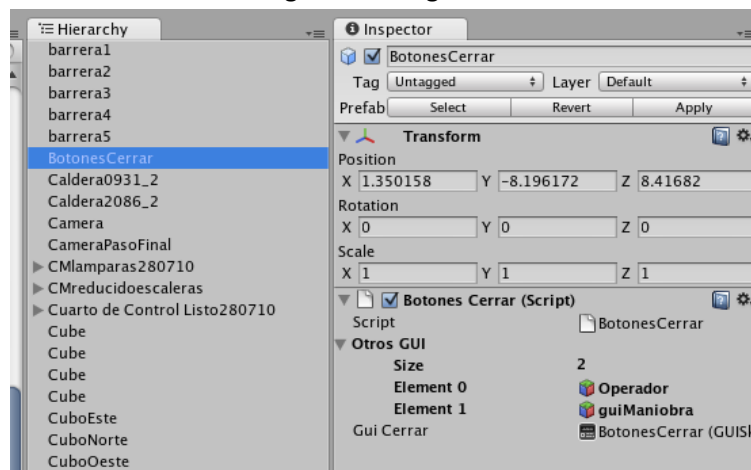 Hierarchy
barrera1
barrera2
barrera3
barrera4
barrera5
BotonesCerrar
Caldera0931_2
Caldera2086_2
Camera
CameraPasoFinal
CMlamparas280710
CMreducidoescaleras
Cuarto de Control Listo280710
Cube
Cube
Cube
Cube
CuboEste
CuboNorte
CuboOeste
Inspector
BotonesCerrar
Tag Untagged Layer Default
Prefab Select Revert Apply
Transform
Position
X 1.350158 Y -8.196172 Z 8.41682
Rotation
X 0 Y 0 Z 0
Scale
X 1 Y 1 Z 1
Botones Cerrar (Script)
Script BotonesCerrar
Otros GUI
Size 2
Element 0 Operador
Element 1 guiManiobra
Gui Cerrar BotonesCerrar (GUISk